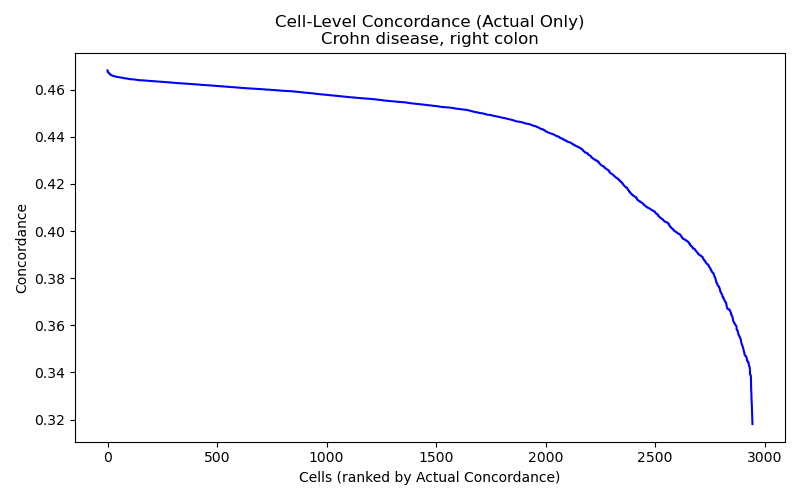 Cell-Level Concordance (Actual Only)
Crohn disease, right colon
Concordance
0.46
0.44
0.42
0.40
0.38
0.36
0.34
0.32
0 500 1000 1500 2000 2500 3000
Cells (ranked by Actual Concordance)